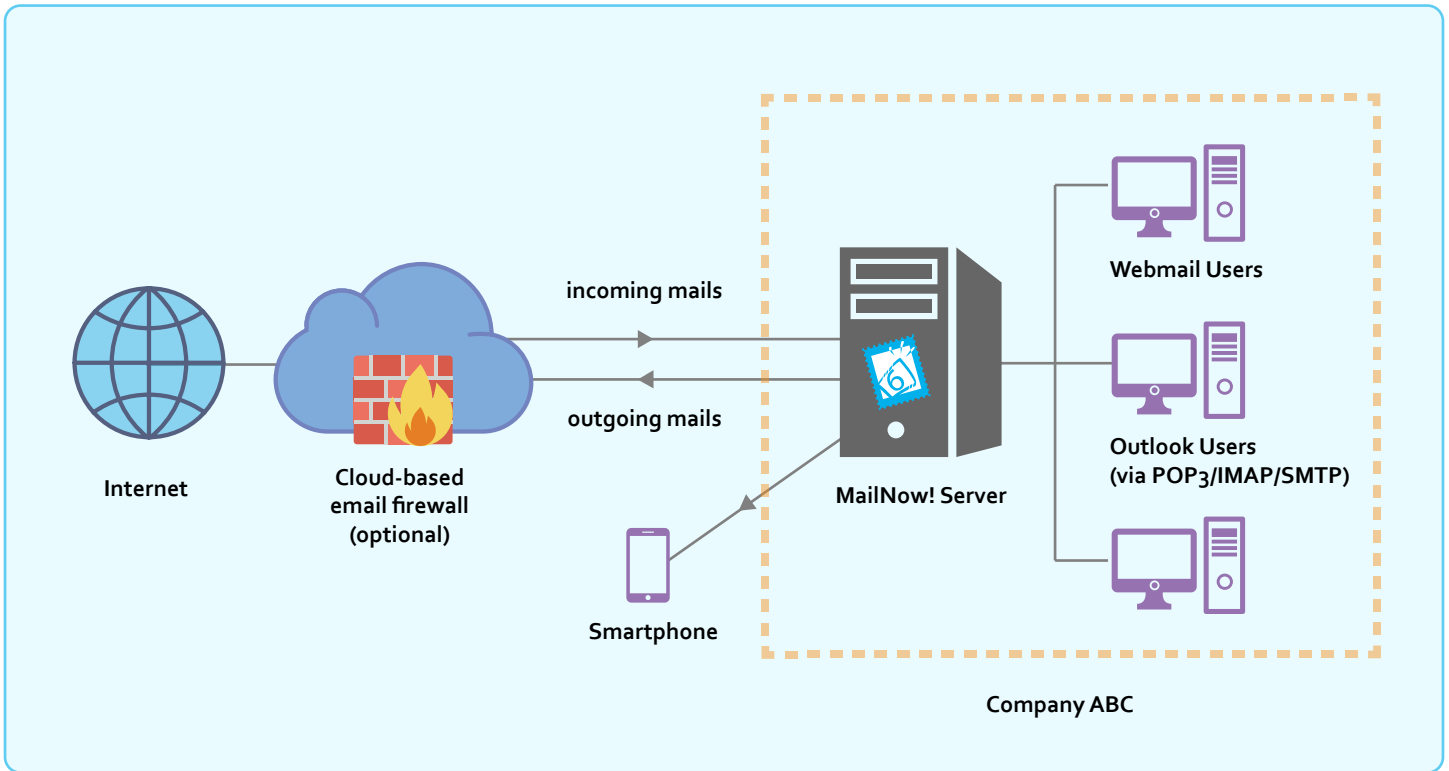 incoming mails
outgoing mails
Internet
Cloud-based
email firewall
(optional)
Smartphone
6
MailNow! Server
Webmail Users
Outlook Users
(via POP3/IMAP/SMTP)
Company ABC